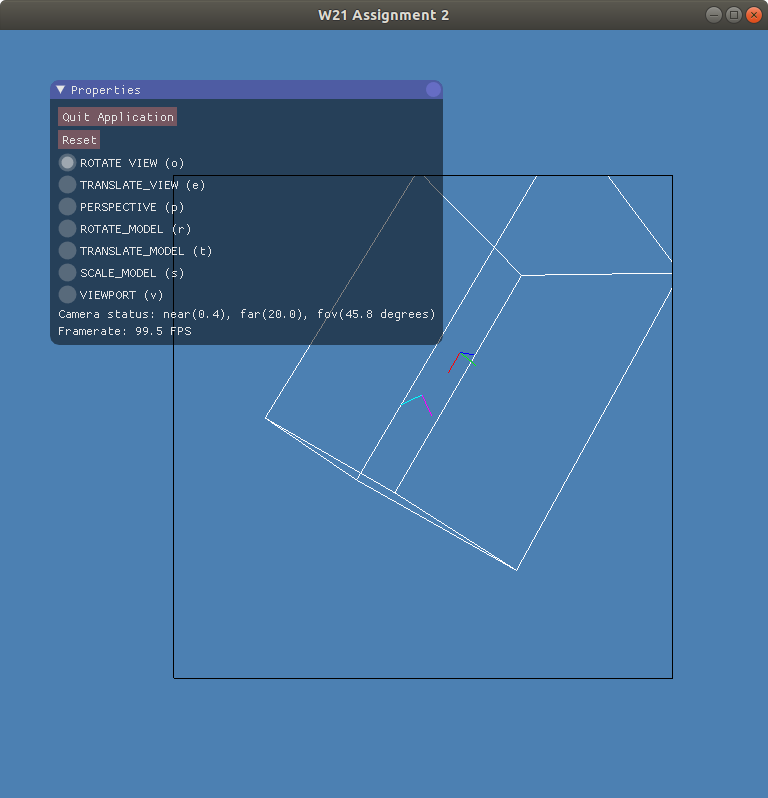 W21 Assignment 2
Properties
Quit Application
Reset
ROTATE VIEW (o)
TRANSLATE_VIEW (e)
PERSPECTIVE (p)
ROTATE_MODEL (r)
TRANSLATE_MODEL (t)
SCALE_MODEL (s)
VIEWPORT (v)
Camera status: near(0.4), far(20.0), fov(45.8 degrees)
Framerate: 99.5 FPS